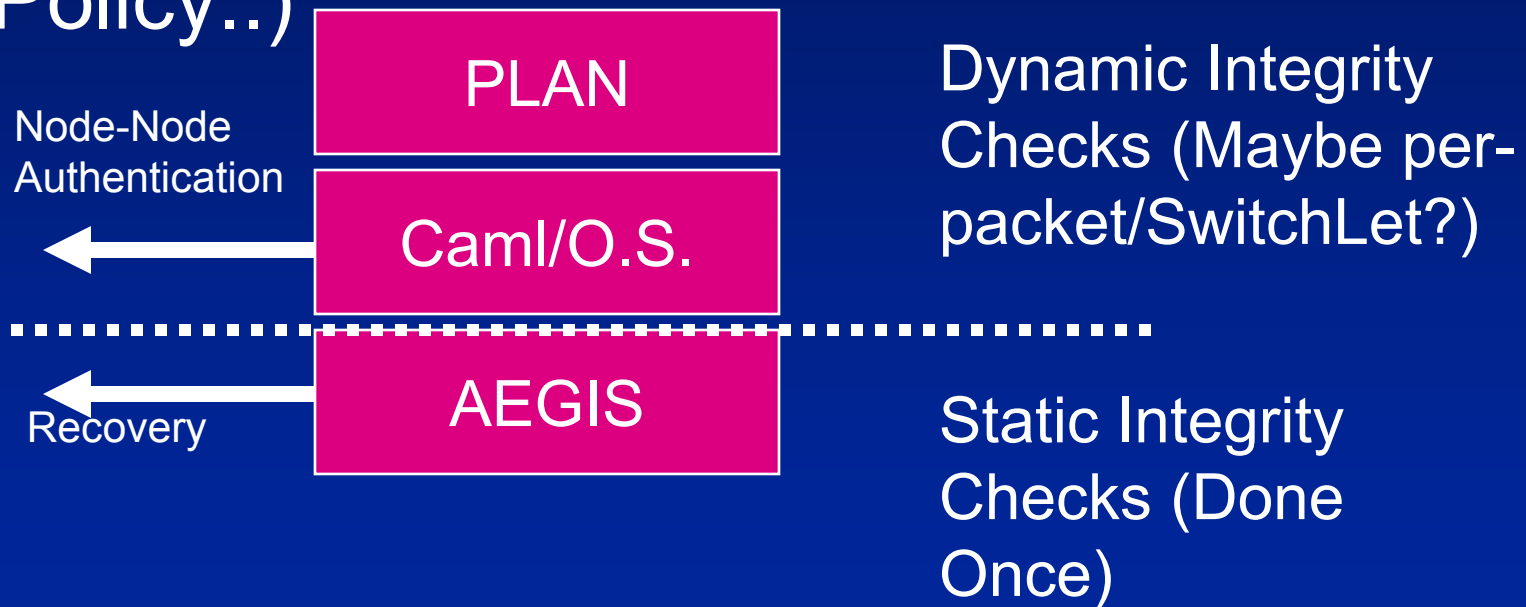 Policy..)
PLAN
Node-Node
Authentication
Caml/O.S.
AEGIS
Recovery
Dynamic Integrity
Checks (Maybe per-
packet/SwitchLet?)
Static Integrity
Checks (Done
Once)